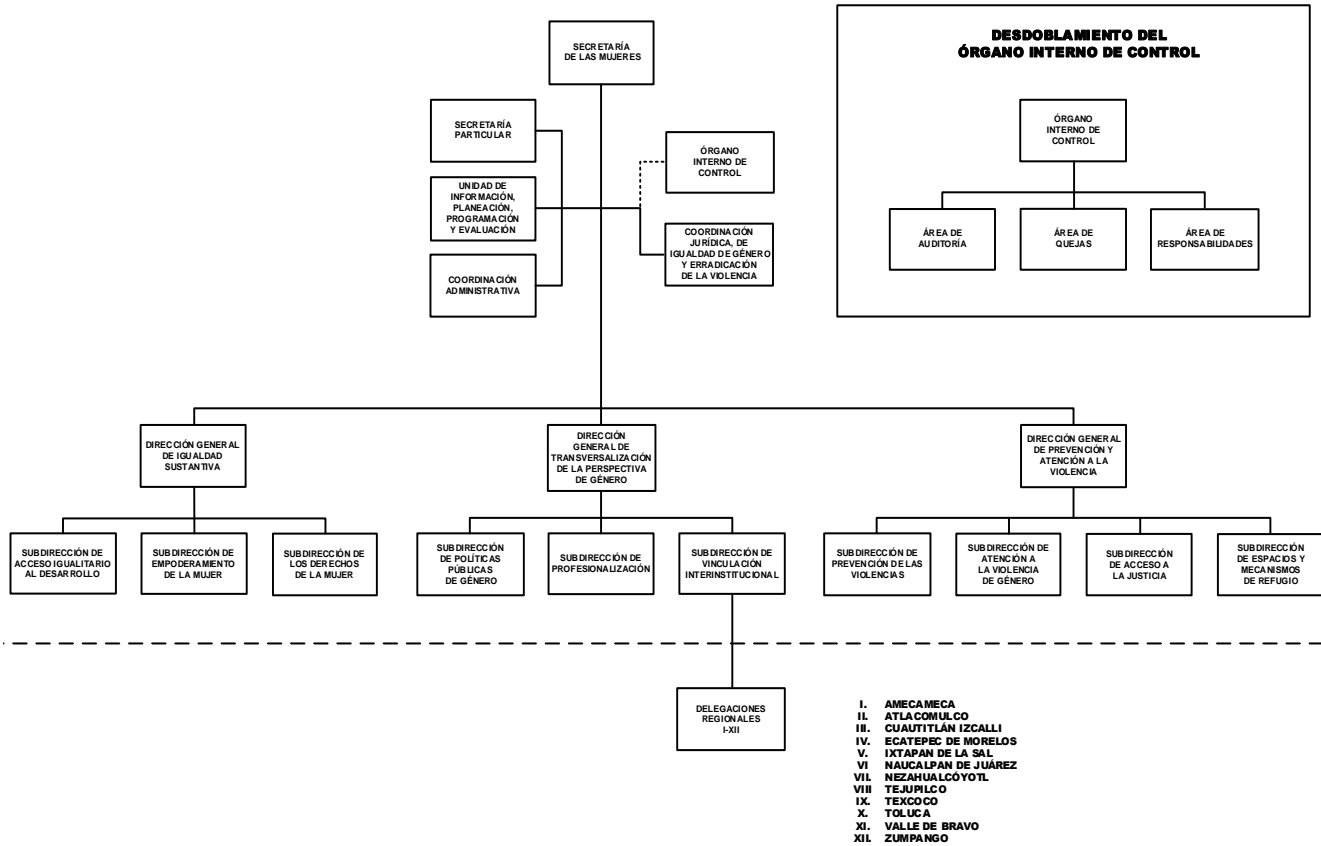 SECRETARÍA
DE LAS MUJERES
DESDOBLAMIENTO DEL
ÓRGANO INTERNO DE CONTROL
SECRETARÍA
PARTICULAR
ÓRGANO
INTERNO DE
CONTROL
UNIDAD DE
INFORMACIÓN,
PLANEACIÓN,
PROGRAMACIÓN
Y EVALUACIÓN
COORDINACIÓN
JURÍDICA, DE
IGUALDAD DE GÉNERO
Y ERRADICACIÓN
DE LA VIOLENCIA
COORDINACIÓN
ADMINISTRATIVA
ÓRGANO
INTERNO DE
CONTROL
ÁREA DE
AUDITORÍA
ÁREA DE
QUEJAS
ÁREA DE
RESPONSABILIDADES
DIRECCIÓN GENERAL
DE IGUALDAD
SUSTANTIVA
DIRECCIÓN
GENERAL DE
TRANSVERSALIZACIÓN
DE LA PERSPECTIVA
DE GÉNERO
DIRECCIÓN GENERAL
DE PREVENCIÓN Y
ATENCIÓN A LA
VIOLENCIA
SUBDIRECCIÓN DE
ACCESO IGUALITARIO
AL DESARROLLO
SUBDIRECCIÓN DE
EMPODERAMIENTO
DE LA MUJER
SUBDIRECCIÓN DE
LOS DERECHOS
DE LA MUJER
SUBDIRECCIÓN
DE POLÍTICAS
PÚBLICAS
DE GÉNERO
SUBDIRECCIÓN DE
PROFESIONALIZACIÓN
SUBDIRECCIÓN DE
VINCULACIÓN
INTERINSTITUCIONAL
SUBDIRECCIÓN DE
PREVENCIÓN DE LAS
VIOLENCIAS
SUBDIRECCIÓN DE
ATENCIÓN A
LA VIOLENCIA
DE GÉNERO
SUBDIRECCIÓN
DE ACCESO A
LA JUSTICIA
SUBDIRECCIÓN
DE ESPACIOS Y
MECANISMOS
DE REFUGIO
DELEGACIONES
REGIONALES
I-XII
I. AMECAMECA
II. ATLACOMULCO
III. CUAUTITLÁN IZCALLI
IV. ECATEPEC DE MORELOS
V. IXTAPAN DE LA SAL
VI NAUCALPAN DE JUÁREZ
VII. NEZAHUALCÓYOTL
VIII TEJUPILCO
IX. TEXCOCO
X. TOLUCA
XI. VALLE DE BRAVO
XII. ZUMPANGO